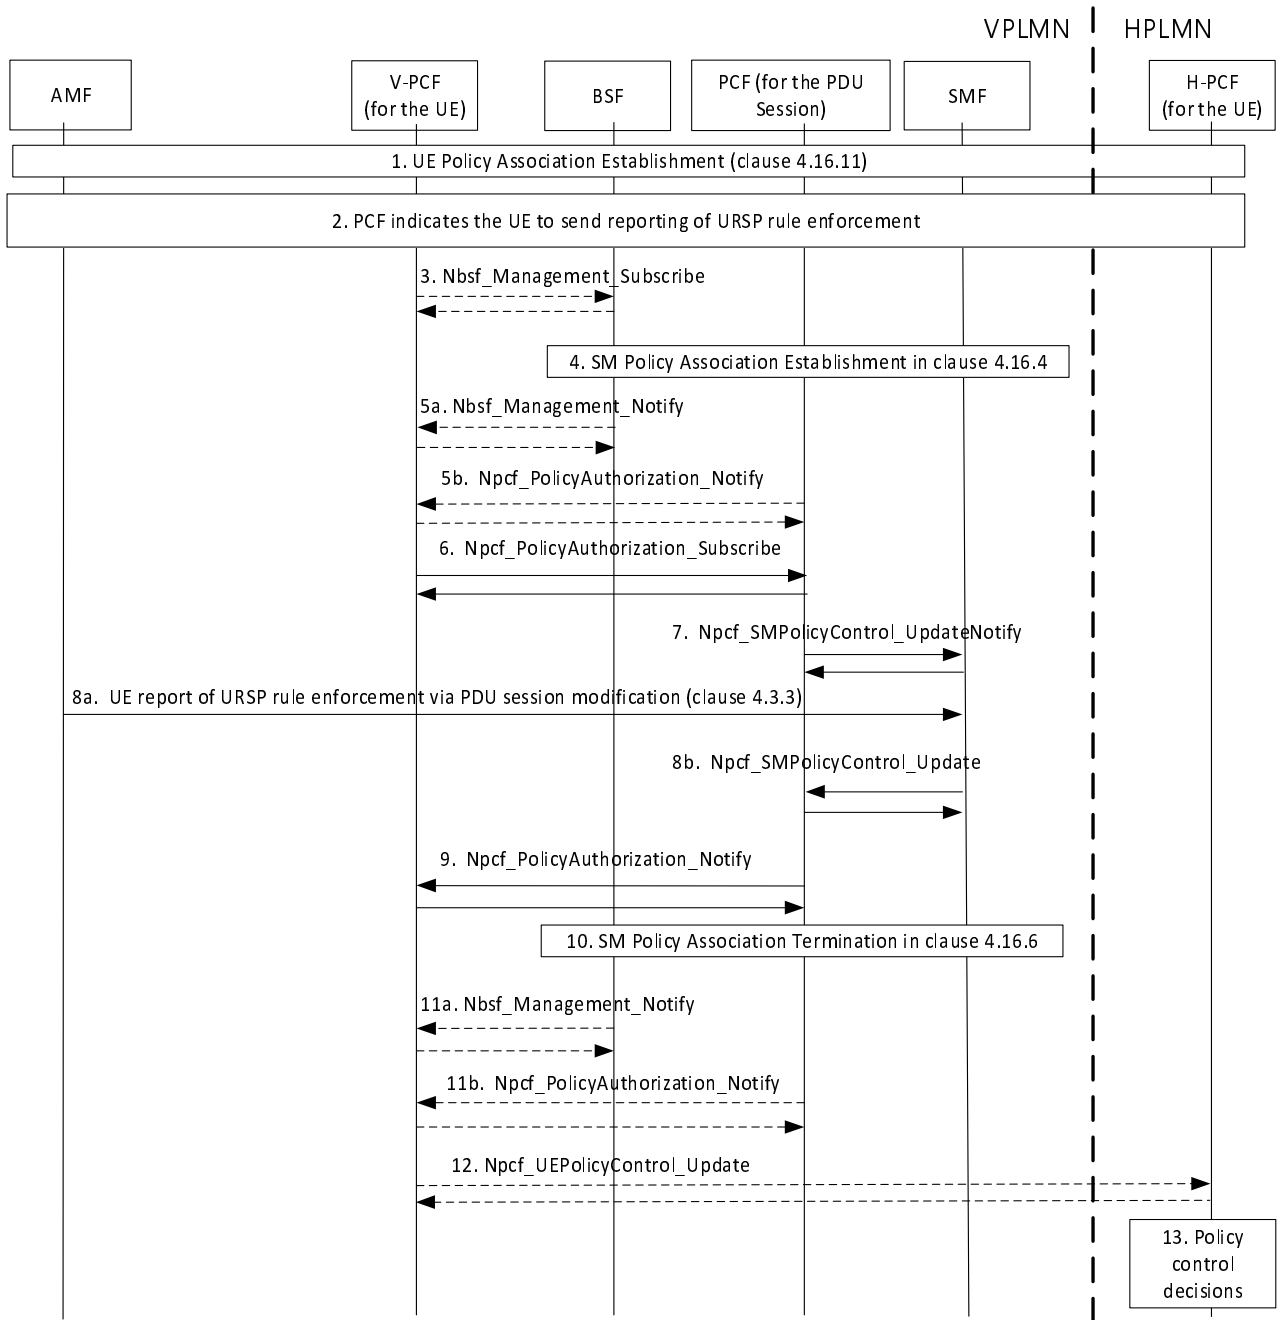 VPLMN
HPLMN
AMF
V-PCF
(for the UE)
BSF
PCF (for the PDU
Session)
SMF
H-PCF
(for the UE)
1. UE Policy Association Establishment (clause 4.16.11)
2. PCF indicates the UE to send reporting of URSP rule enforcement
3. Nbsf_Management_Subscribe
4. SM Policy Association Establishment in clause 4.16.4
5a. Nbsf_Management_Notify
5b. Npcf_PolicyAuthorization_Notify
6. Npcf_PolicyAuthorization_Subscribe
7. Npcf_SMPolicyControl_UpdateNotify
8a. UE report of URSP rule enforcement via PDU session modification (clause 4.3.3)
8b. Npcf_SMPolicyControl_Update
9. Npcf_PolicyAuthorization_Notify
10. SM Policy Association Termination in clause 4.16.6
11a. Nbsf_Management_Notify
11b. Npcf_PolicyAuthorization_Notify
12. Npcf_UEPolicyControl_Update
13. Policy
control
decisions